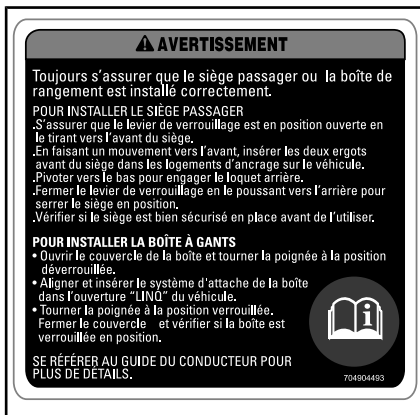 AVERTISSEMENT
Toujours s'assurer que le siège passager ou la boîte de
rangement est installé correctement.
POUR INSTALLER LE SIÈGE PASSAGER
.S'assurer que le levier de verrouillage est en position ouverte en
le tirant vers l'avant du siège.
.En faisant un mouvement vers l'avant, insérer les deux ergots
avant du siège dans les logements d'ancrage sur le véhicule.
.Pivoter vers le bas pour engager le loquet arrière.
.Fermer le levier de verrouillage en le poussant vers l'arrière pour
serrer le siège en position.
.Vérifier si le siège est bien sécurisé en place avant de l'utiliser.
POUR INSTALLER LA BOÎTE À GANTS
• Ouvrir le couvercle de la boîte et tourner la poignée à la position
déverrouillée.
• Aligner et insérer le système d'attache de la boîte
dans l'ouverture "LINQ" du véhicule.
• Tourner la poignée à la position verrouillée.
Fermer le couvercle et vérifier si la boîte est
verrouillée en position.
SE RÉFÉRER AU GUIDE DU CONDUCTEUR POUR
PLUS DE DÉTAILS.
704904493